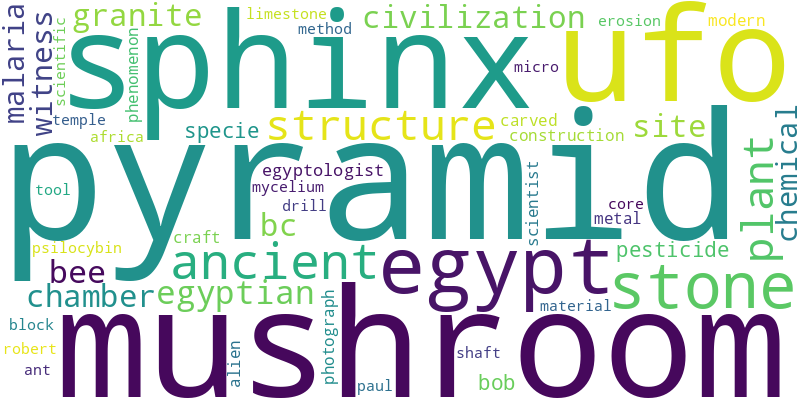 malaria
witness
scientific
granite
limestone
method
civilization
erosion
modern
phenomenon
sphinx
ufo
micro
temple
africa
specie
structure
carved
construction
site
plant
chemical
pyramid
tool
egyptologist
mycelium
drill
scientist
core
metal
psilocybin
craft
bc
pesticide
bee
ancient
egypt
stone
chamber
egyptian
material
block
robert
ant
mushroom
alien
photograph
paul
shaft
bob